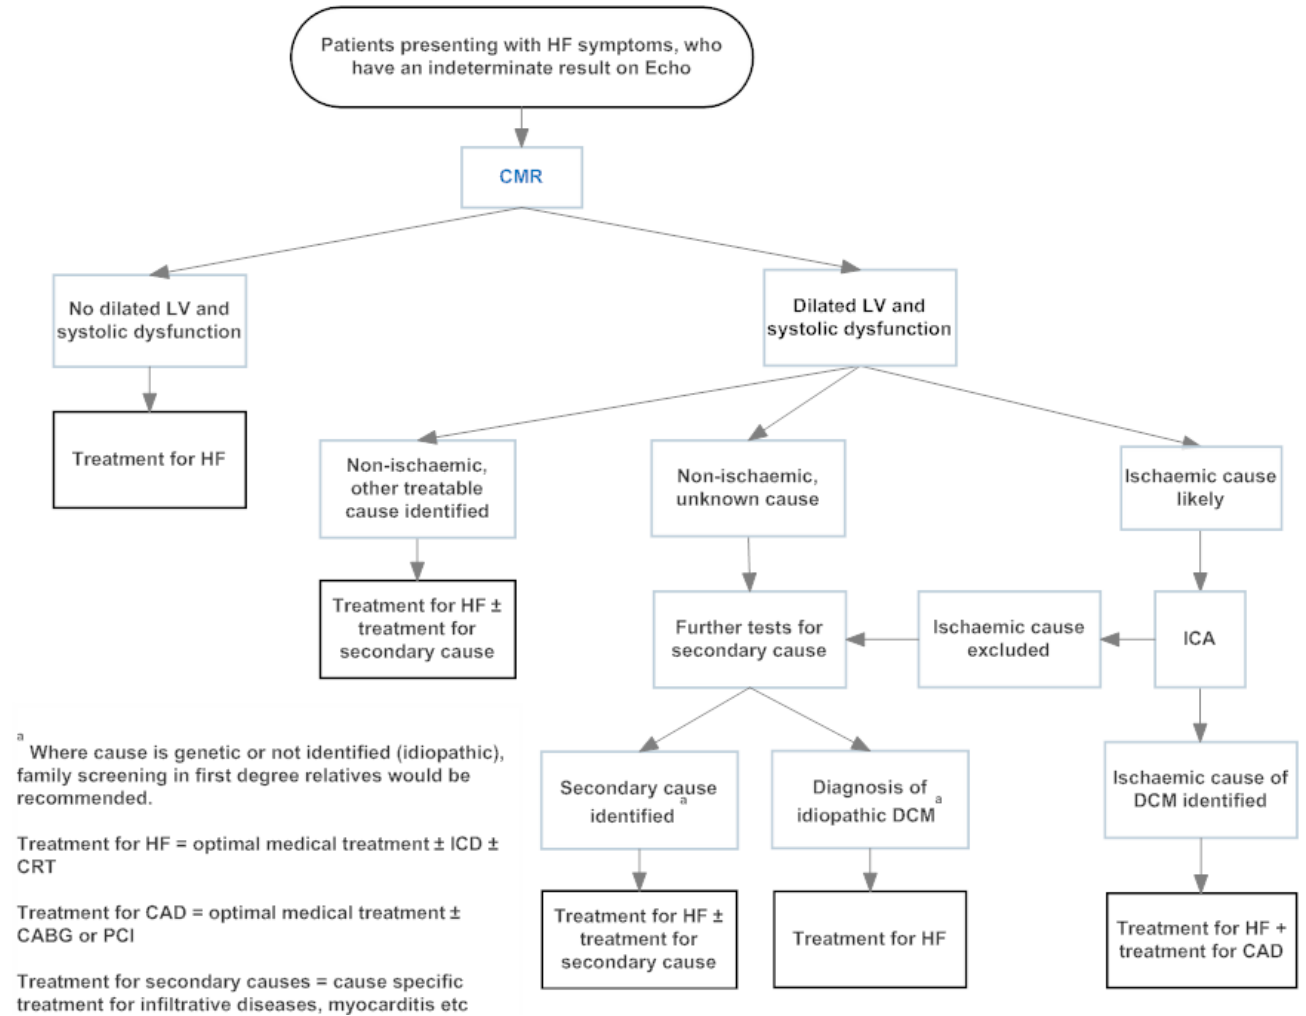 Patients presenting with HF symptoms, who
have an indeterminate result on Echo
CMR
No dilated LV and
systolic dysfunction
Dilated LV and
systolic dysfunction
Treatment for HF
Non-ischaemic,
other treatable
cause identified
Non-ischaemic,
unknown cause
Ischaemic cause
likely
Treatment for HF ±
treatment for
secondary cause
Further tests for
secondary cause
Ischaemic cause
excluded
ICA
Secondary cause
identified a
Diagnosis of
idiopathic DCM a
Ischaemic cause of
DCM identified
Treatment for HF ±
treatment for
secondary cause
Treatment for HF
Treatment for HF +
treatment for CAD
a Where cause is genetic or not identified (idiopathic),
family screening in first degree relatives would be
recommended.
Treatment for HF = optimal medical treatment ± ICD ±
CRT
Treatment for CAD = optimal medical treatment ±
CABG or PCI
Treatment for secondary causes = cause specific
treatment for infiltrative diseases, myocarditis etc